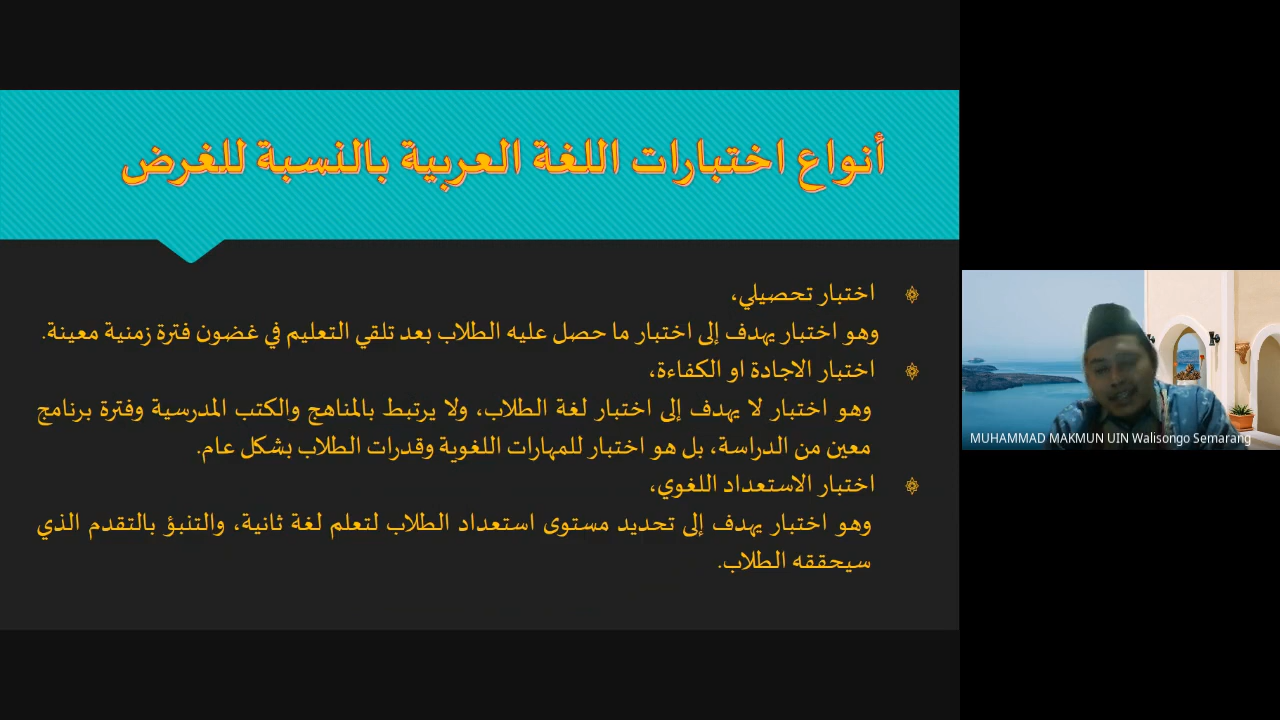 أنواع اختبارات اللغة العربية بالنسبة للغرض
اختبار تحصيلي،
وهو اختبار يهدف إلى اختبار ما حصل عليه الطلاب بعد تلقي التعليم في غضون فترة زمنية معينة.
اختبار الاجادة او الكفاءة،
وهو اختبار لا يهدف إلى اختبار لغة الطلاب، ولا يرتبط بالمناهج والكتب المدرسية وفترة برنامج
معين من الدراسة، بل هو اختبار للمهارات اللغوية وقدرات الطلاب بشكل عام.
اختبار الاستعداد اللغوي،
وهو اختبار يهدف إلى تحديد مستوى استعداد الطلاب لتعلم لغة ثانية، والتنبؤ بالتقدم الذي
سيحققه الطلاب.
MUHAMMAD MAKMUN UIN Walisongo Semarang